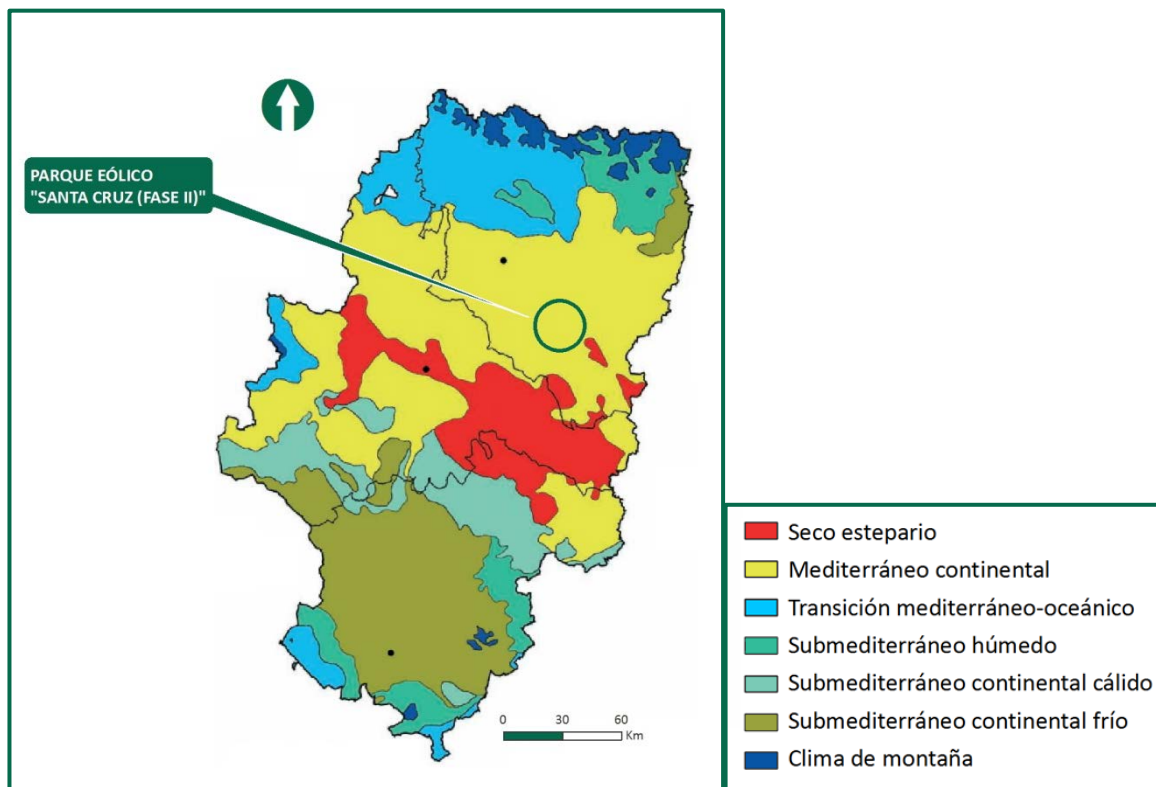 PARQUE EÓLICO
"SANTA CRUZ (FASE II)"
0 30 60
Km
Seco estepario
Mediterráneo continental
Transición mediterráneo-oceánico
Submediterráneo húmedo
Submediterráneo continental cálido
Submediterráneo continental frío
Clima de montaña